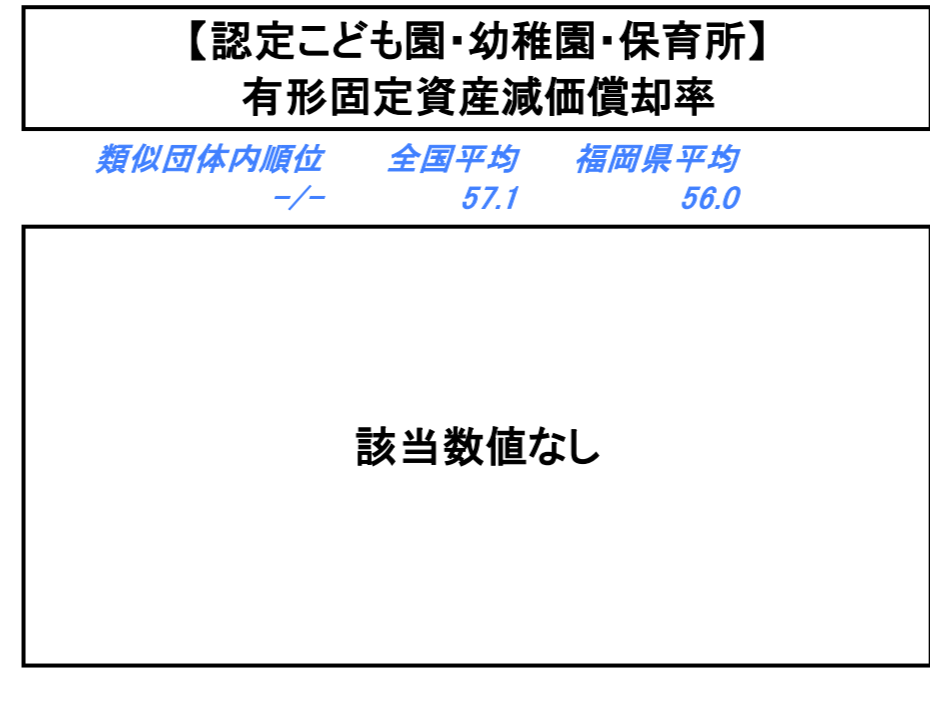 【認定こども園・幼稚園・保育所】
有形固定資産減価償却率
類似団体内順位 全国平均 福岡県平均
-/- 57.1 56.0
該当数値なし